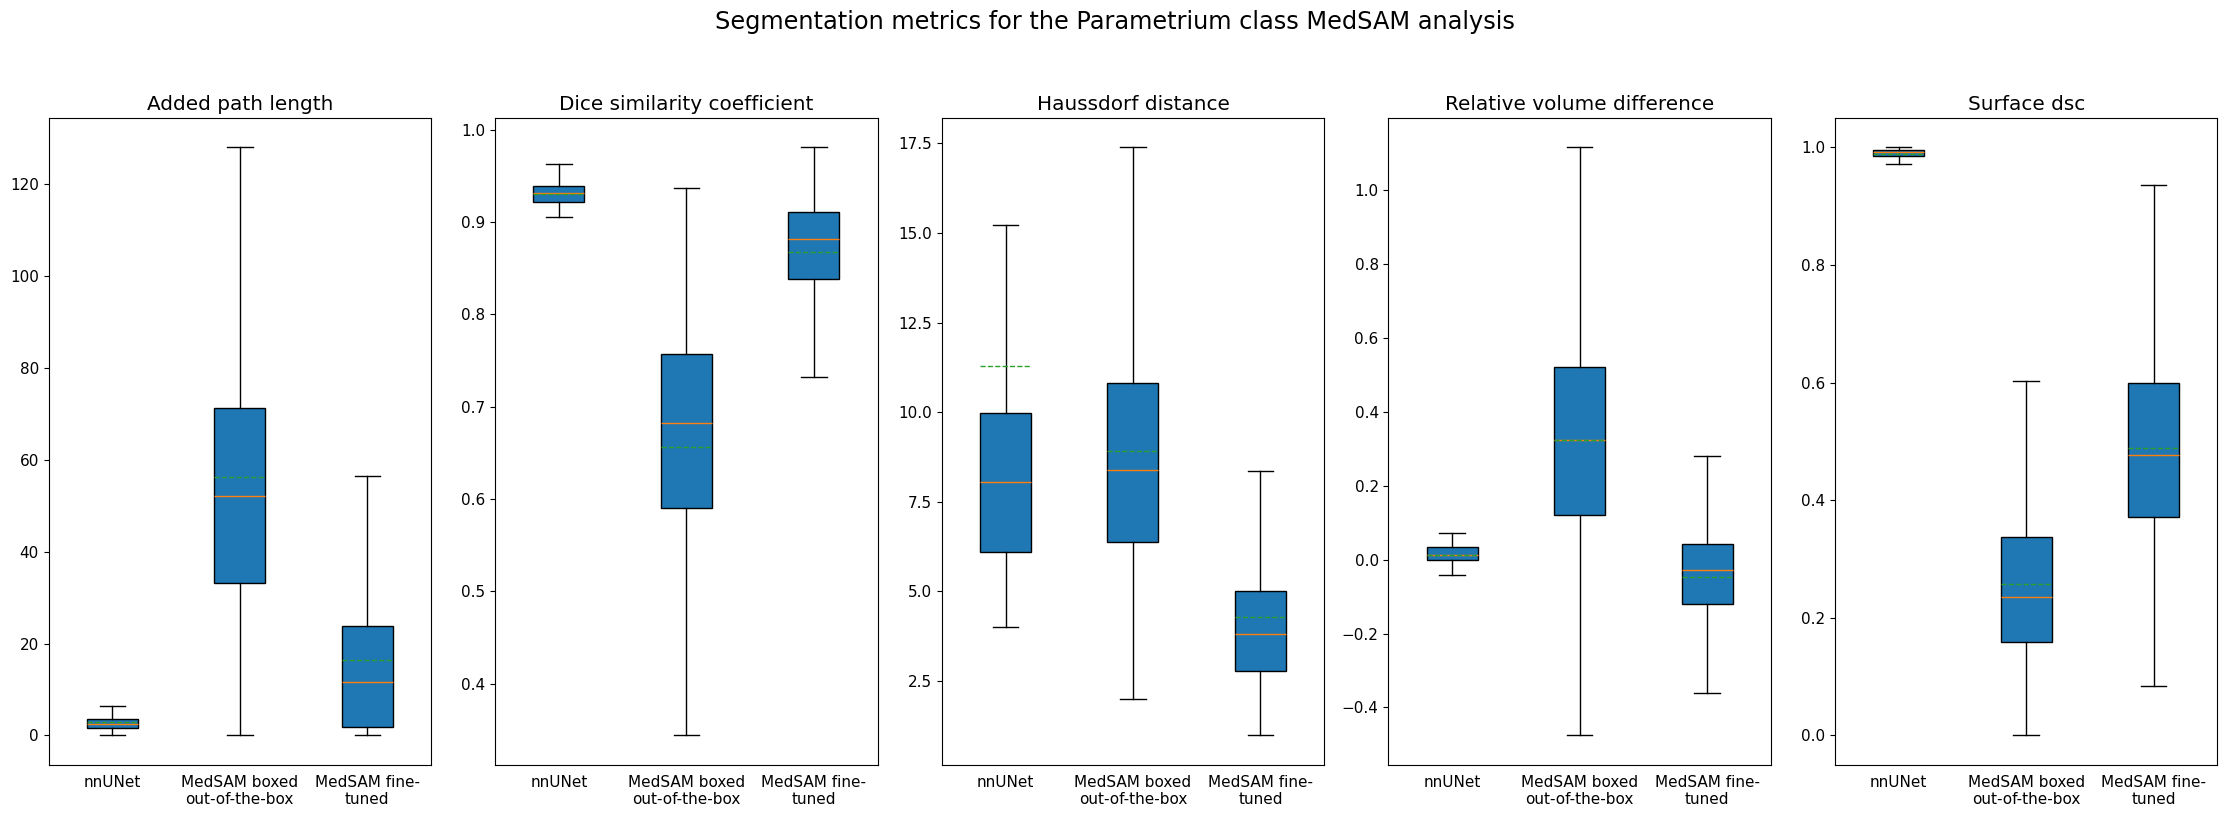 Segmentation metrics for the Parametrium class MedSAM analysis
Added path length
120
100
80
60
40
20
0
nnUNet
MedSAM boxed
out-of-the-box
MedSAM fine-
tuned
Dice similarity coefficient
1.0
0.9
0.8
0.7
0.6
0.5
0.4
nnUNet
MedSAM boxed
out-of-the-box
MedSAM fine-
tuned
Haussdorf distance
17.5
15.0
12.5
10.0
7.5
5.0
2.5
nnUNet
MedSAM boxed
out-of-the-box
MedSAM fine-
tuned
Relative volume difference
1.0
0.8
0.6
0.4
0.2
0.0
−0.2
−0.4
nnUNet
MedSAM boxed
out-of-the-box
MedSAM fine-
tuned
Surface dsc
1.0
0.8
0.6
0.4
0.2
0.0
nnUNet
MedSAM boxed
out-of-the-box
MedSAM fine-
tuned